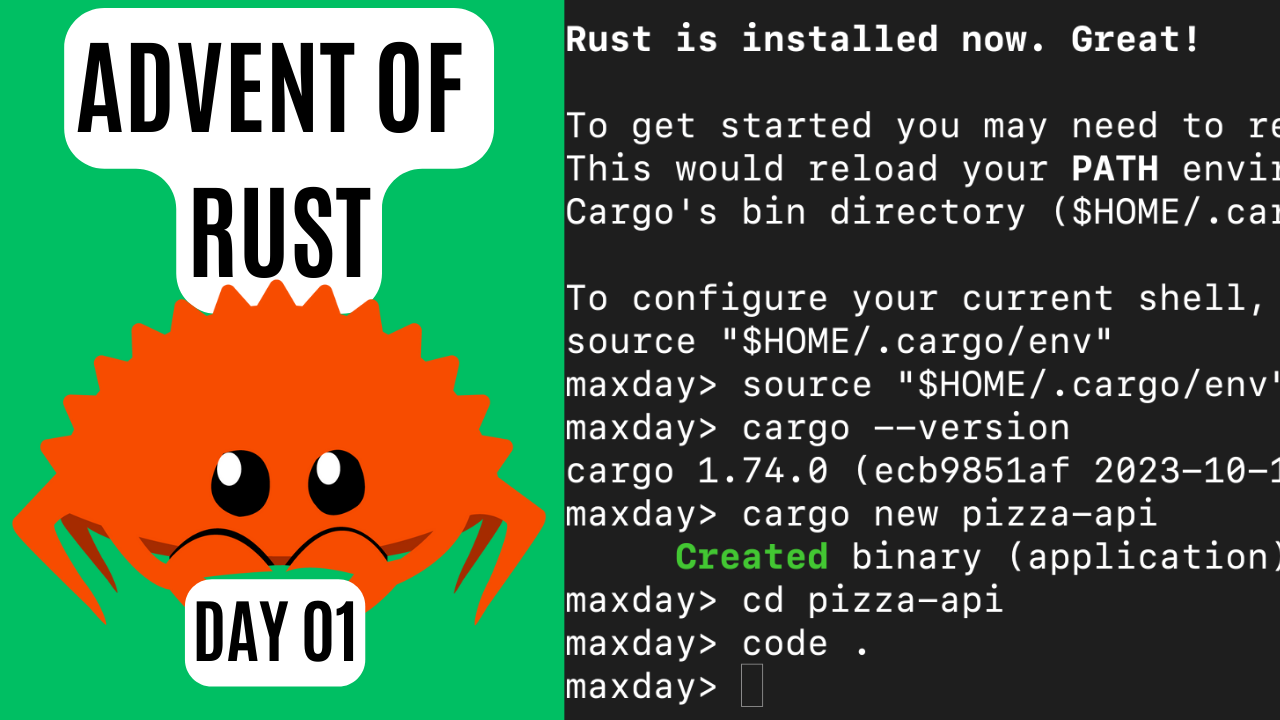 ADVENT OF
RUST
DAY 01
Rust is installed now. Great!
To get started you may need to re
This would reload your PATH envir
Cargo's bin directory ($HOME/.car
To configure your current shell,
source "$HOME/.cargo/env"
maxday> source "$HOME/.cargo/env"
maxday> cargo --version
cargo 1.74.0 (ecb9851af 2023-10-1
maxday> cargo new pizza-api
Created binary (application)
maxday> cd pizza-api
maxday> code .
maxday>